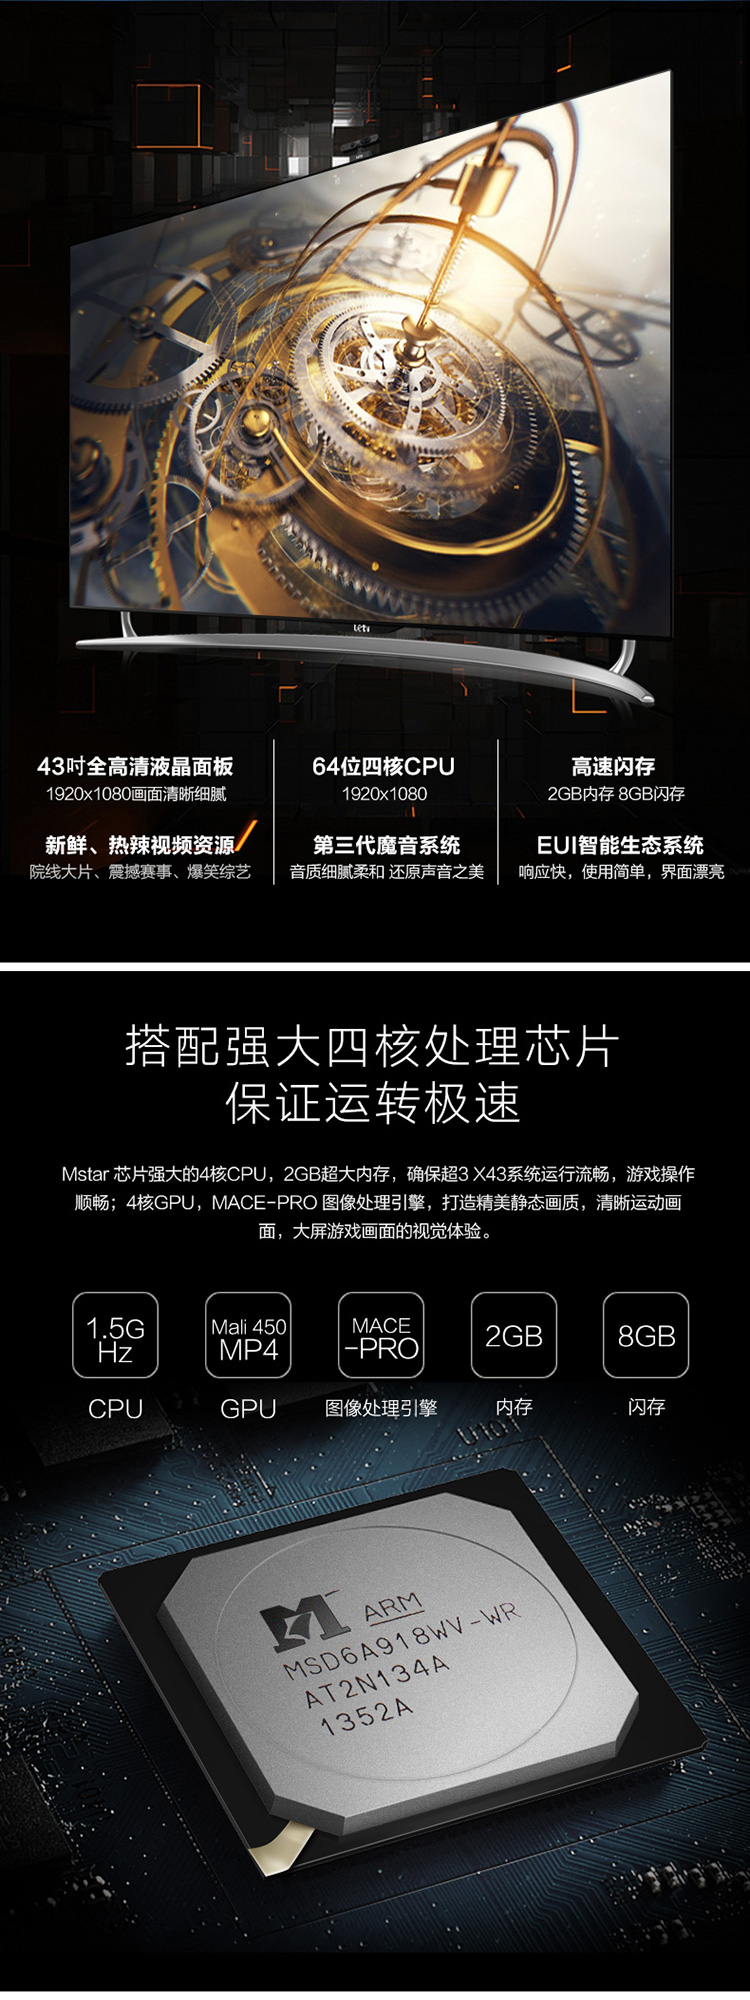 Letv
43吋全高清液晶面板
1920x1080画面清晰细腻
64位四核CPU
1920x1080
高速闪存
2GB内存 8GB闪存
新鲜、热辣视频资源
院线大片、震撼赛事、爆笑综艺
第三代魔音系统
音质细腻柔和 还原声音之美
EUI智能生态系统
响应快，使用简单，界面漂亮
搭配强大四核处理芯片
保证运转极速
Mstar 芯片强大的4核CPU，2GB超大内存，确保超3 X43系统运行流畅，游戏操作
顺畅；4核GPU，MACE-PRO 图像处理引擎，打造精美静态画质，清晰运动画
面，大屏游戏画面的视觉体验。
1.5G
Hz
CPU
Mali 450
MP4
GPU
MACE
-PRO
图像处理引擎
2GB
内存
8GB
闪存
U101
ARM
MSD6A918WV-WR
AT2N134A
1352A